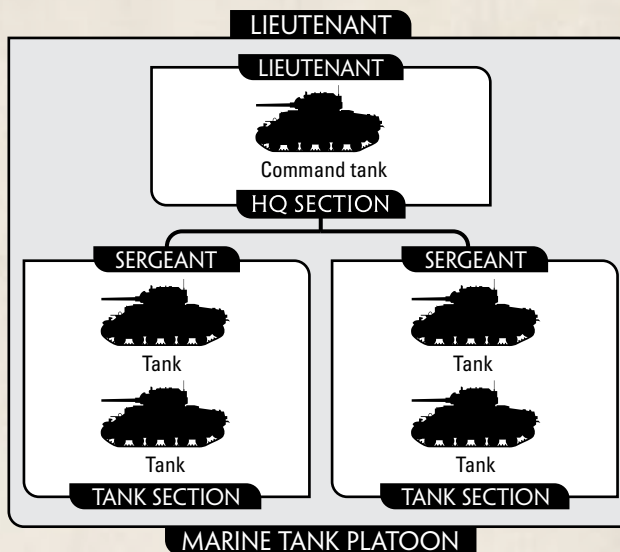 LIEUTENANT
LIEUTENANT
Command tank
HQ SECTION
SERGEANT
Tank
Tank
TANK SECTION
SERGEANT
Tank
Tank
TANK SECTION
MARINE TANK PLATOON